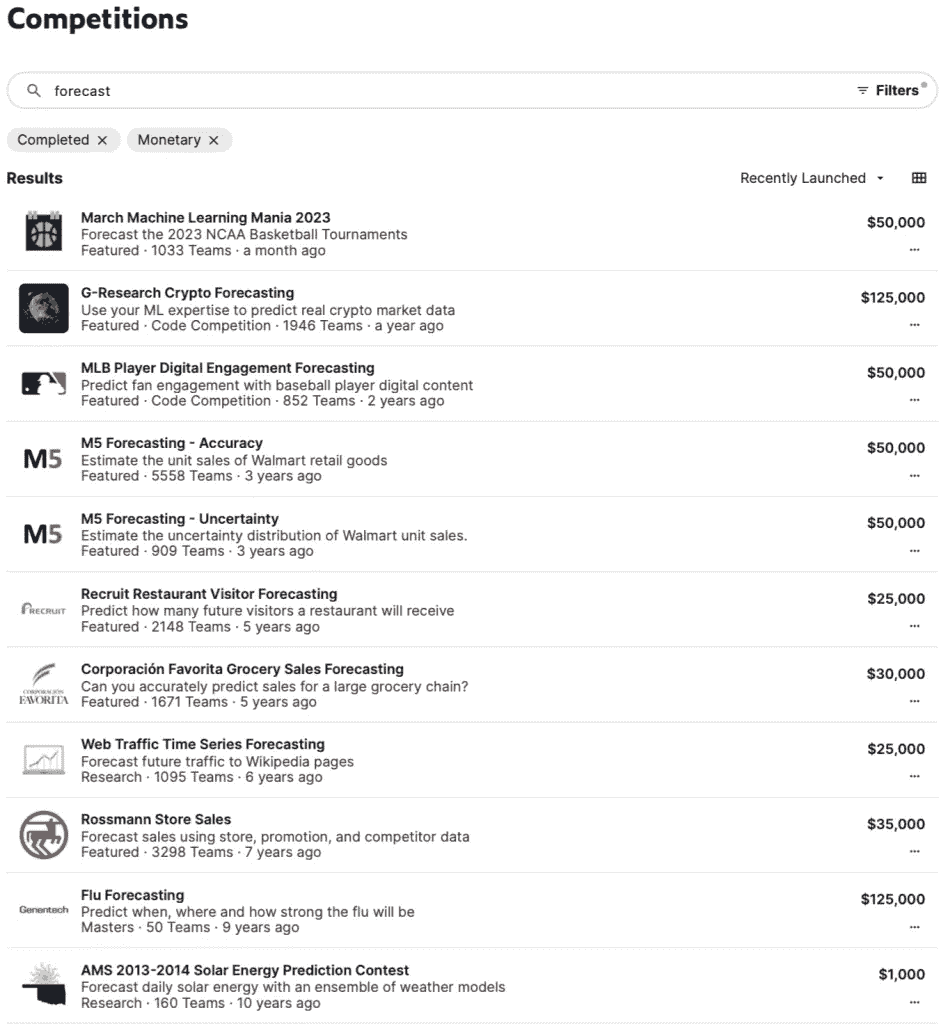 Competitions
forecast
Filters
Completed ×
Monetary ×
Results
Recently Launched
March Machine Learning Mania 2023
Forecast the 2023 NCAA Basketball Tournaments
Featured · 1033 Teams · a month ago
$50,000
...
G-Research Crypto Forecasting
Use your ML expertise to predict real crypto market data
Featured · Code Competition · 1946 Teams · a year ago
$125,000
...
MLB Player Digital Engagement Forecasting
Predict fan engagement with baseball player digital content
Featured · Code Competition · 852 Teams · 2 years ago
$50,000
...
M5
M5 Forecasting - Accuracy
Estimate the unit sales of Walmart retail goods
Featured · 5558 Teams · 3 years ago
$50,000
...
M5
M5 Forecasting - Uncertainty
Estimate the uncertainty distribution of Walmart unit sales.
Featured · 909 Teams · 3 years ago
$50,000
...
RECRUIT
Recruit Restaurant Visitor Forecasting
Predict how many future visitors a restaurant will receive
Featured · 2148 Teams · 5 years ago
$25,000
...
CORPORACIÓN
FAVORITA
Corporación Favorita Grocery Sales Forecasting
Can you accurately predict sales for a large grocery chain?
Featured · 1671 Teams · 5 years ago
$30,000
...
Web Traffic Time Series Forecasting
Forecast future traffic to Wikipedia pages
Research · 1095 Teams · 6 years ago
$25,000
...
Rossmann Store Sales
Forecast sales using store, promotion, and competitor data
Featured · 3298 Teams · 7 years ago
$35,000
...
Genentech
Flu Forecasting
Predict when, where and how strong the flu will be
Masters · 50 Teams · 9 years ago
$125,000
...
AMS 2013-2014 Solar Energy Prediction Contest
Forecast daily solar energy with an ensemble of weather models
Research · 160 Teams · 10 years ago
$1,000
...